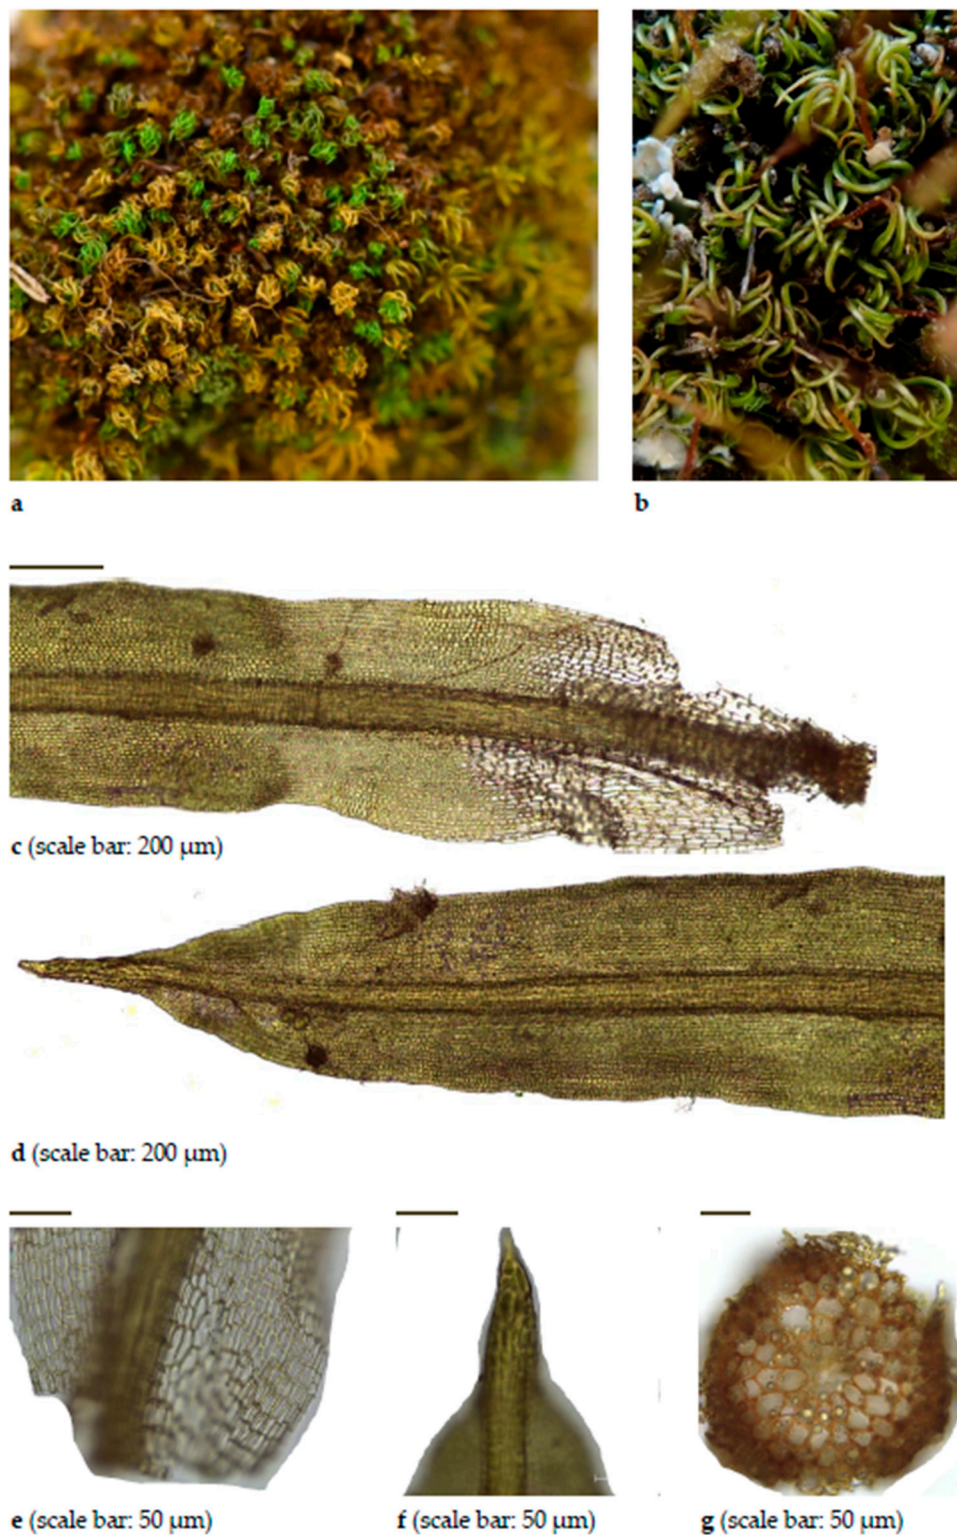 a
b
c (scale bar: 200 µm)
d (scale bar: 200 µm)
e (scale bar: 50 µm)
f (scale bar: 50 µm)
g (scale bar: 50 µm)